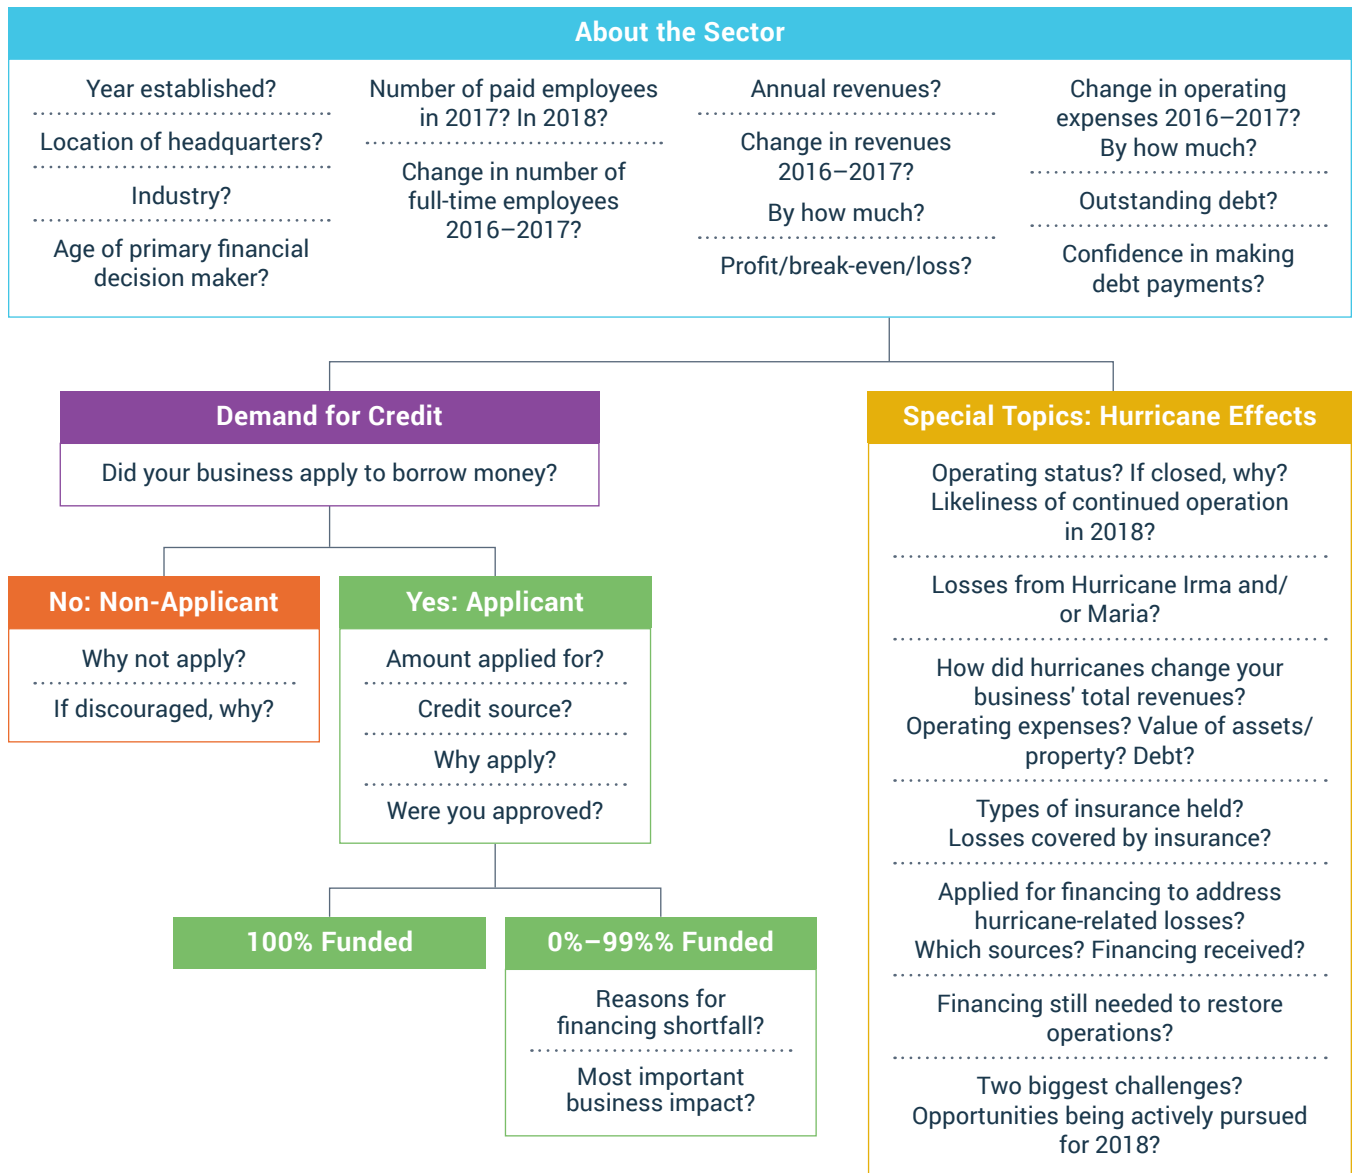 About the Sector
Year established?
Location of headquarters?
Industry?
Age of primary financial
decision maker?
Number of paid employees
in 2017? In 2018?
Change in number of
full-time employees
2016–2017?
Annual revenues?
Change in revenues
2016–2017?
By how much?
Profit/break-even/loss?
Change in operating
expenses 2016–2017?
By how much?
Outstanding debt?
Confidence in making
debt payments?
Demand for Credit
Did your business apply to borrow money?
No: Non-Applicant
Why not apply?
If discouraged, why?
Yes: Applicant
Amount applied for?
Credit source?
Why apply?
Were you approved?
100% Funded
0%–99%% Funded
Reasons for
financing shortfall?
Most important
business impact?
Special Topics: Hurricane Effects
Operating status? If closed, why?
Likeliness of continued operation
in 2018?
Losses from Hurricane Irma and/
or Maria?
How did hurricanes change your
business' total revenues?
Operating expenses? Value of assets/
property? Debt?
Types of insurance held?
Losses covered by insurance?
Applied for financing to address
hurricane-related losses?
Which sources? Financing received?
Financing still needed to restore
operations?
Two biggest challenges?
Opportunities being actively pursued
for 2018?